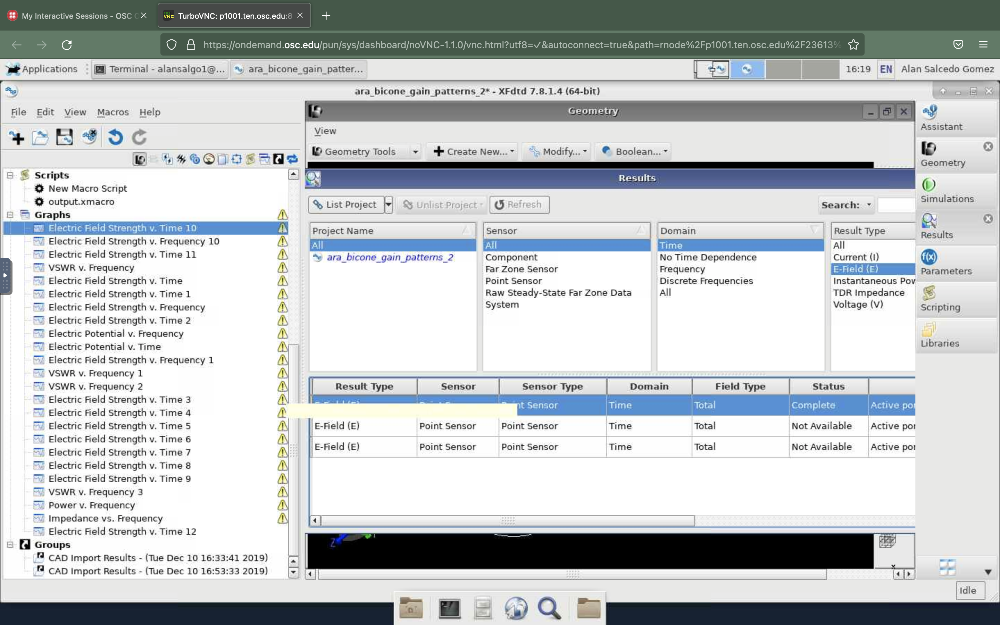 My Interactive Sessions - OSC
TurboVNC: p1001.ten.osc.edu:8
https://ondemand.osc.edu/pun/sys/dashboard/noVNC-1.1.0/vnc.html?utf8=✓&autoconnect=true&path=rnode%2Fp1001.ten.osc.edu%2F23613%
Applications
Terminal - alansalgo1@...
ara_bicone_gain_patter...
16:19
EN
Alan Salcedo Gomez
ara_bicone_gain_patterns_2* - XFdtd 7.8.1.4 (64-bit)
File Edit View Macros Help
Scripts
New Macro Script
output.xmacro
Graphs
Electric Field Strength v. Time 10
Electric Field Strength v. Frequency 10
Electric Field Strength v. Time 11
VSWR v. Frequency
Electric Field Strength v. Time
Electric Field Strength v. Time 1
Electric Field Strength v. Frequency
Electric Field Strength v. Time 2
Electric Potential v. Frequency
Electric Potential v. Time
Electric Field Strength v. Frequency 1
VSWR v. Frequency 1
VSWR v. Frequency 2
Electric Field Strength v. Time 3
Electric Field Strength v. Time 4
Electric Field Strength v. Time 5
Electric Field Strength v. Time 6
Electric Field Strength v. Time 7
Electric Field Strength v. Time 8
Electric Field Strength v. Time 9
VSWR v. Frequency 3
Power v. Frequency
Impedance vs. Frequency
Electric Field Strength v. Time 12
Groups
CAD Import Results - (Tue Dec 10 16:33:41 2019)
CAD Import Results - (Tue Dec 10 16:53:33 2019)
Geometry
View
Geometry Tools Create New... Modify... Boolean...
Results
List Project Unlist Project Refresh Search:
Project Name
All
ara_bicone_gain_patterns_2
Sensor
All
Component
Far Zone Sensor
Point Sensor
Raw Steady-State Far Zone Data
System
Domain
Time
No Time Dependence
Frequency
Discrete Frequencies
All
Result Type
All
Current (I)
E-Field (E)
Instantaneous Pow
TDR Impedance
Voltage (V)
Result Type Sensor Sensor Type Domain Field Type Status
Sensor Time Total Complete Active por
E-Field (E) Point Sensor Point Sensor Time Total Not Available Active por
E-Field (E) Point Sensor Point Sensor Time Total Not Available Active por
Z
Assistant
Geometry
Simulations
Results
f(x)
Parameters
Scripting
Libraries
Idle